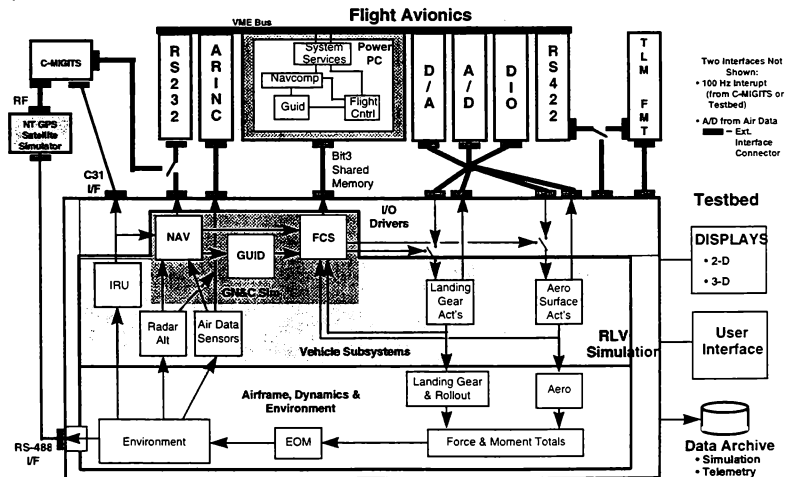 Flight Avionics
VME Bus
C-MIGITS
RS232
ARINC
System
Services
Power
PC
Navcomp
Guid
Flight
Cntrl
D/A
A/D
DIO
RS422
TLM FMT
Two Interfaces Not
Shown:
• 100 Hz Interupt
(from C-MIGITS or
Testbed)
• A/D from Air Data
= Ext.
Interface
Connector
RF
NT GPS
Satellite
Simulator
C31
I/F
Bit3
Shared
Memory
I/O
Drivers
Testbed
NAV
GUID
FCS
GN&C Sim
IRU
Radar
Alt
Air Data
Sensors
Landing
Gear
Act's
Aero
Surface
Act's
Vehicle Subsystems
RLV
Simulation
DISPLAYS
• 2-D
• 3-D
User
Interface
Airframe, Dynamics &
Environment
Landing Gear
& Rollout
Aero
RS-488
I/F
Environment
EOM
Force & Moment Totals
Data Archive
• Simulation
• Telemetry